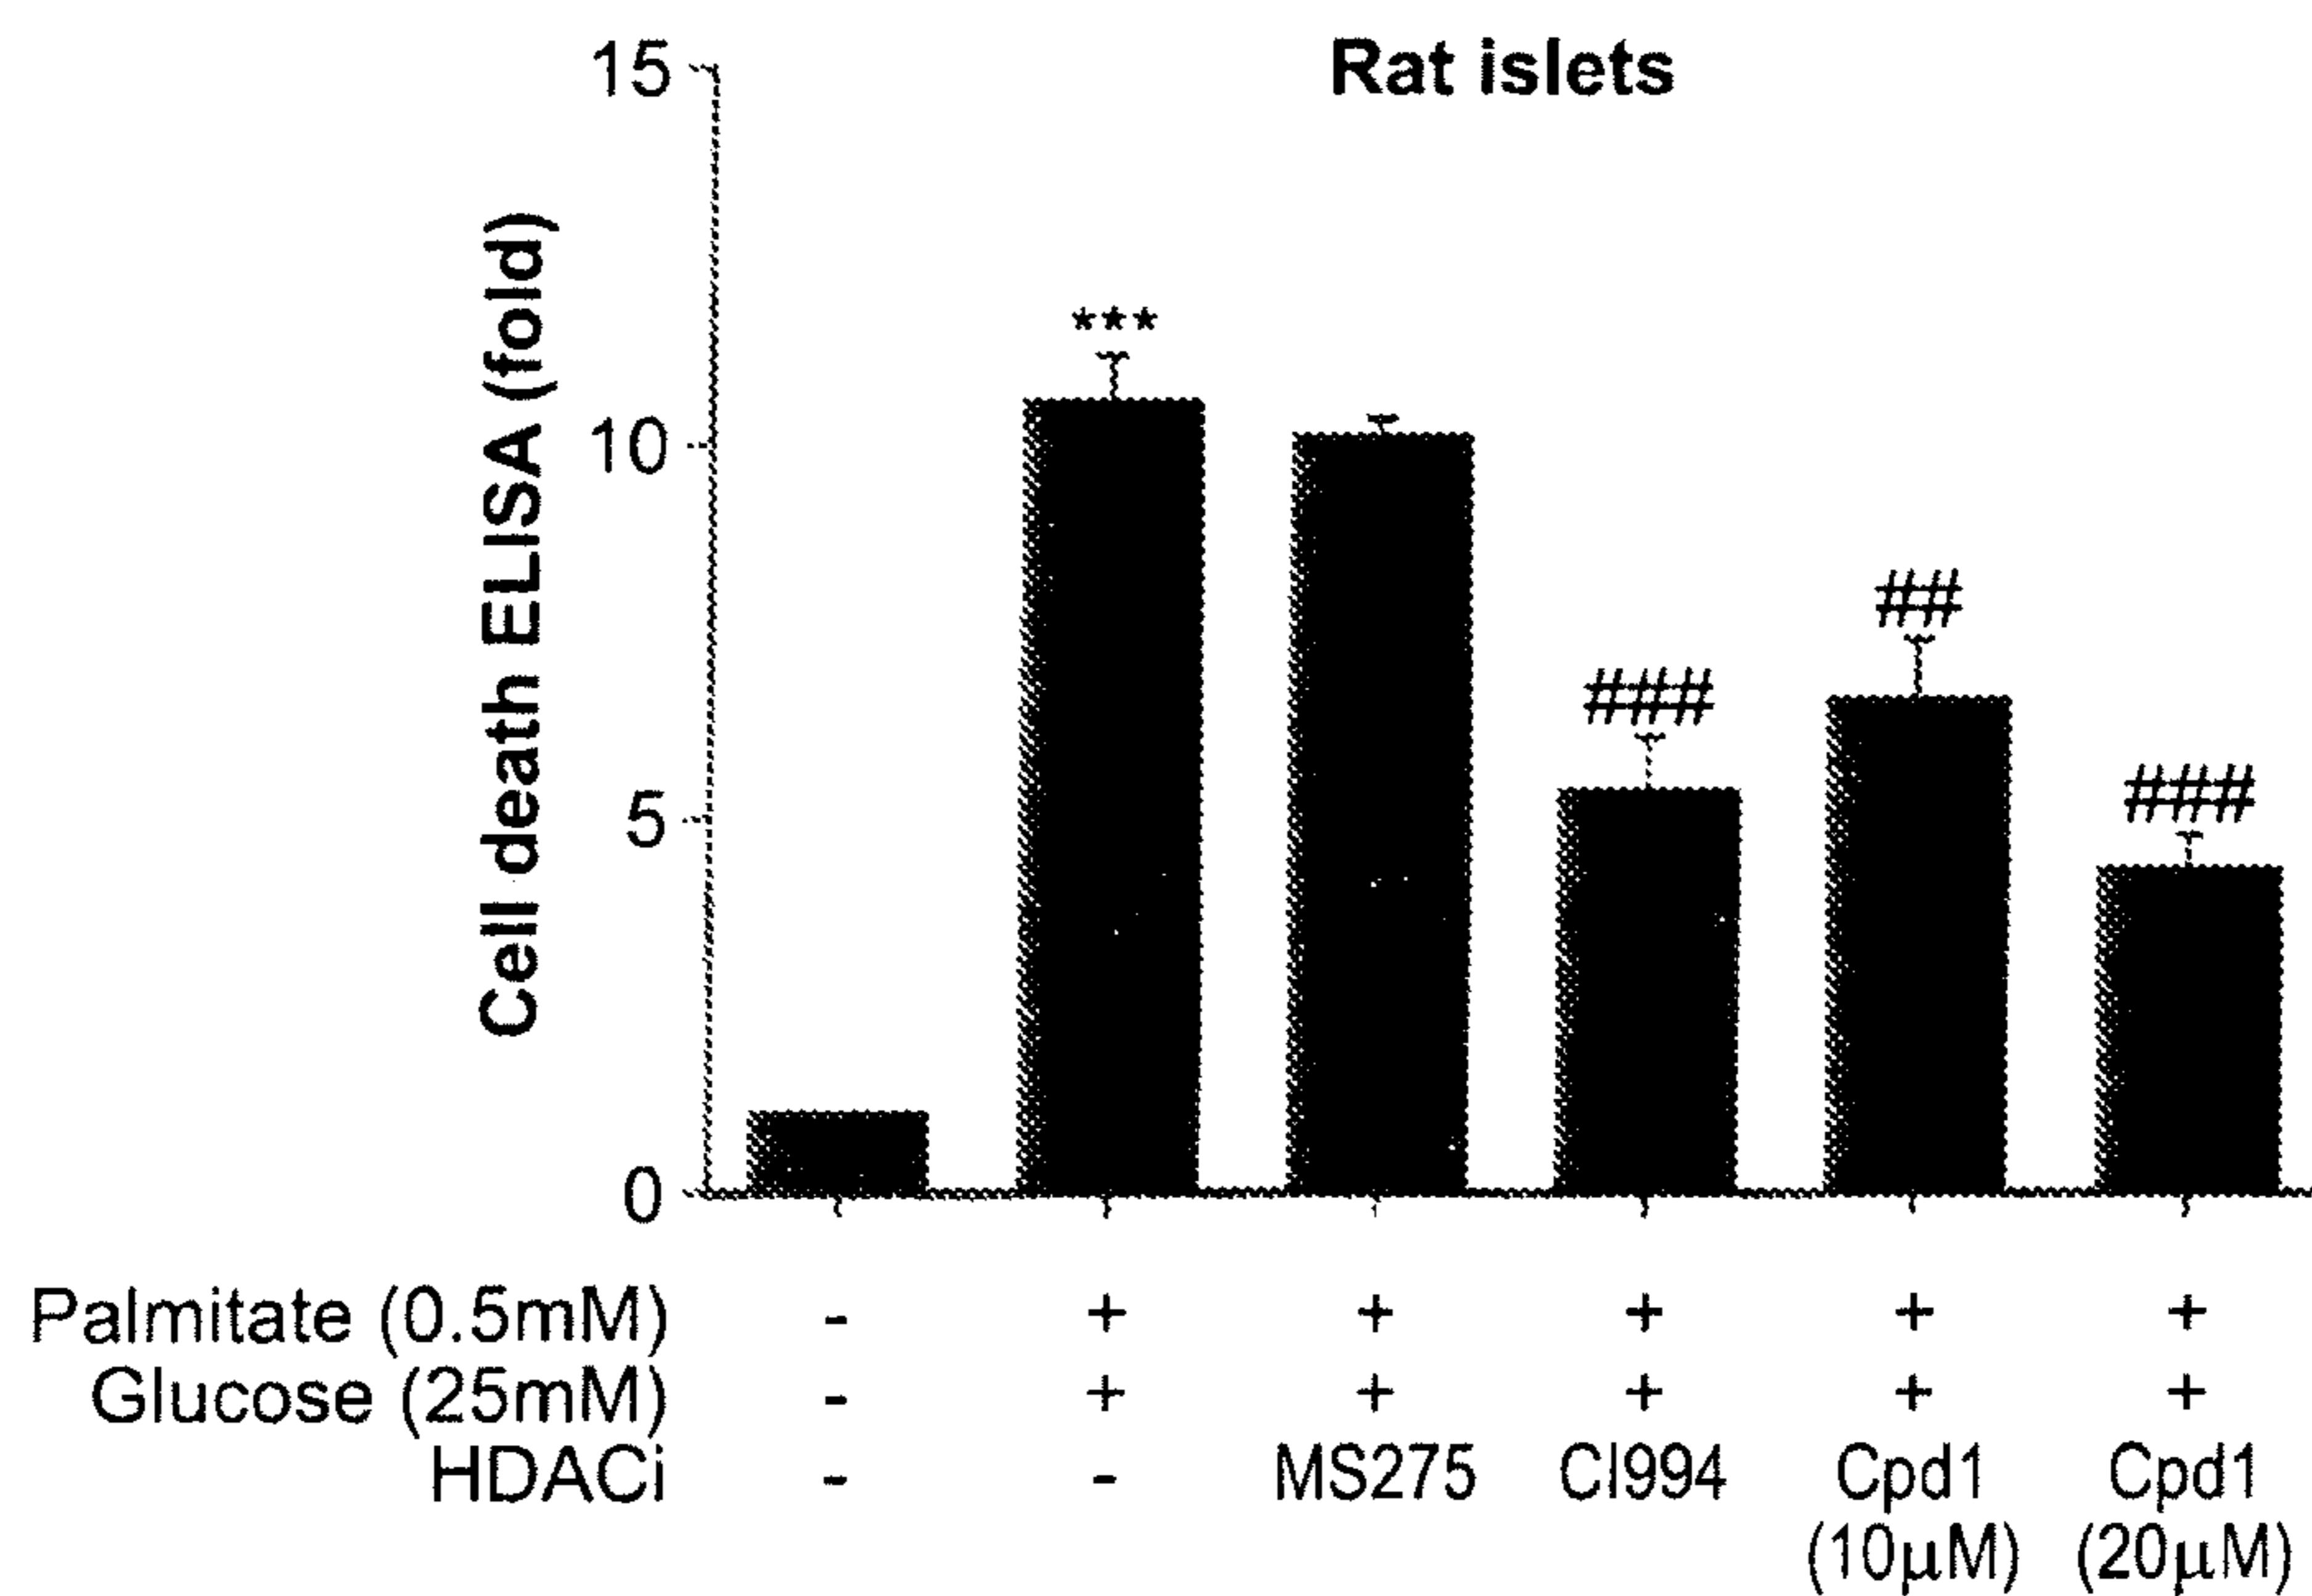 Rat islets
Cell death ELISA (fold)
15
10
5
0
***
###
##
###
Palmitate (0.5mM) - + + + + +
Glucose (25mM) - + + + + +
HDACi - - MS275 CI994 Cpd1 Cpd1
(10µM) (20µM)